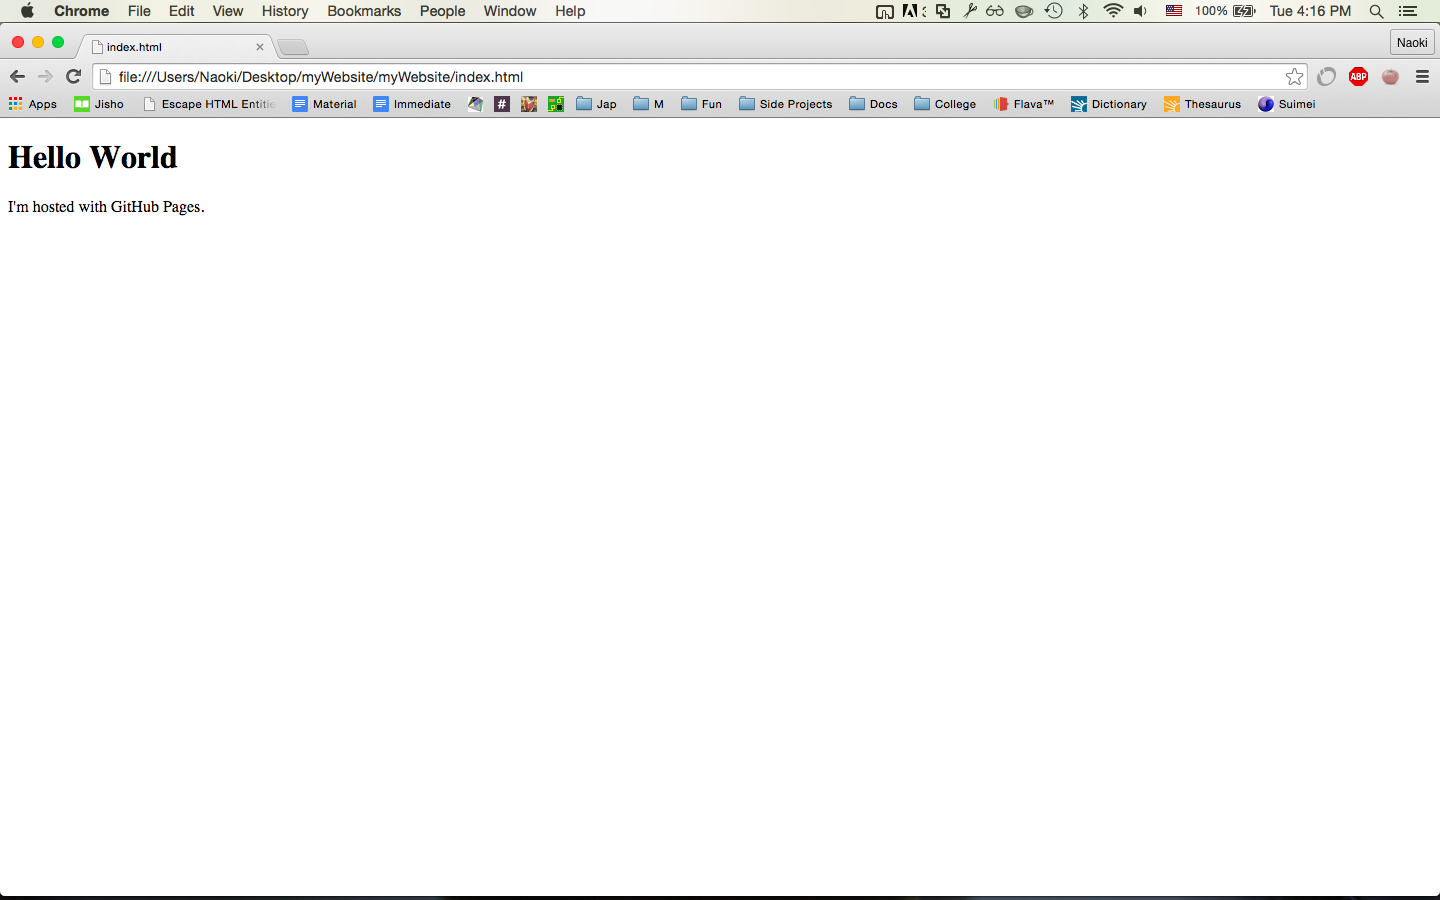 Chrome File Edit View History Bookmarks People Window Help 100% Tue 4:16 PM
index.html Naoki
file:///Users/Naoki/Desktop/myWebsite/myWebsite/index.html ABP
Apps Jisho Escape HTML Entitie Material Immediate # Jap M Fun Side Projects Docs College Flava™ Dictionary Thesaurus Suimei
Hello World
I'm hosted with GitHub Pages.